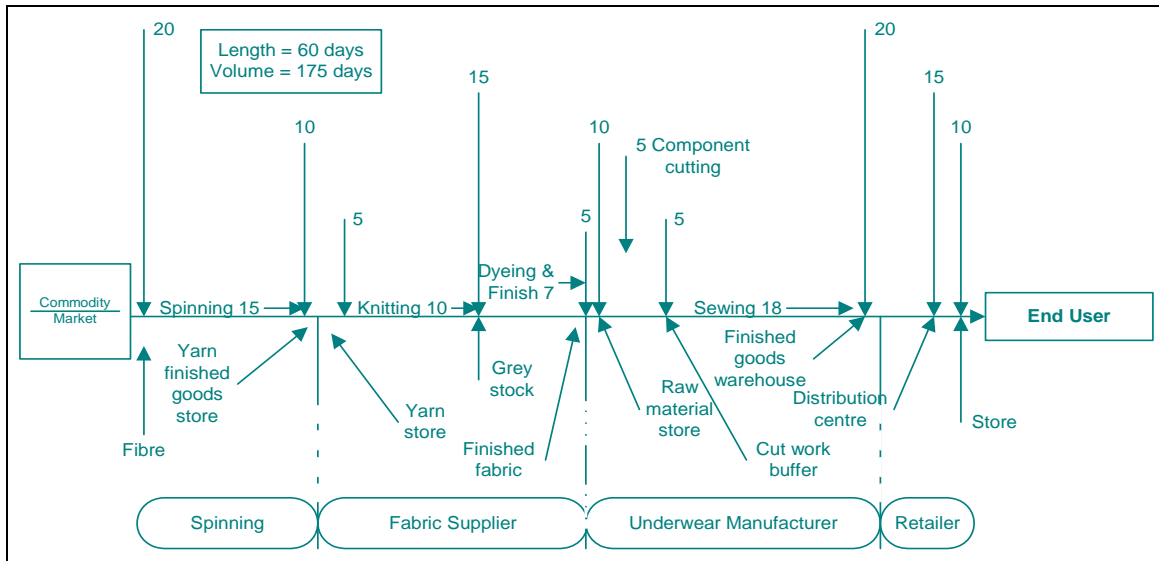 20
Length = 60 days
Volume = 175 days
20
15
15
10
10
10
5 Component
cutting
5
5
5
Dyeing &
Finish 7
Commodity
Market
Spinning 15
Knitting 10
Sewing 18
End User
Yarn
finished
goods
store
Grey
stock
Finished
goods
warehouse
Raw
material
store
Distribution
centre
Yarn
store
Store
Fibre
Finished
fabric
Cut work
buffer
Spinning
Fabric Supplier
Underwear Manufacturer
Retailer